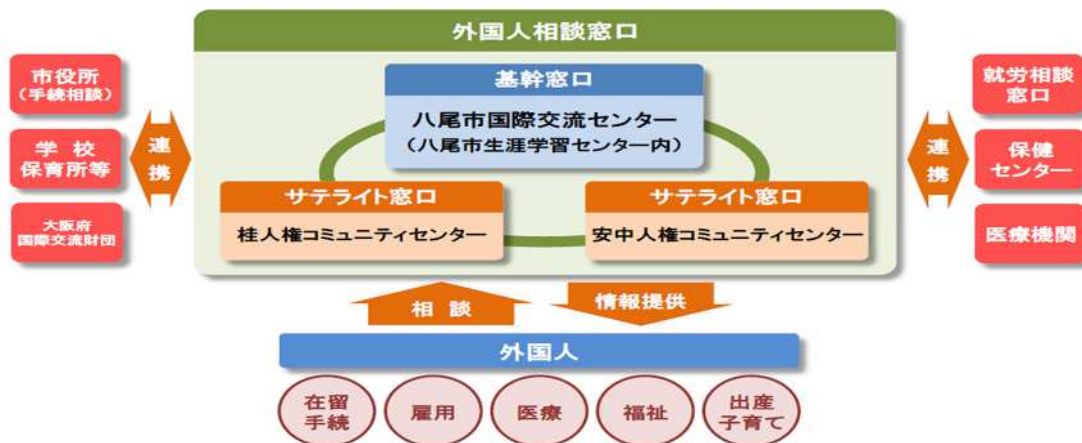 外国人相談窓口
市役所
（手続相談）
学校
保育所等
大阪府
国際交流財団
連携
基幹窓口
八尾市国際交流センター
（八尾市生涯学習センター内）
サテライト窓口
桂人権コミュニティセンター
サテライト窓口
安中人権コミュニティセンター
連携
就労相談
窓口
保健
センター
医療機関
相談
情報提供
外国人
在留
手続
雇用
医療
福祉
出産
子育て